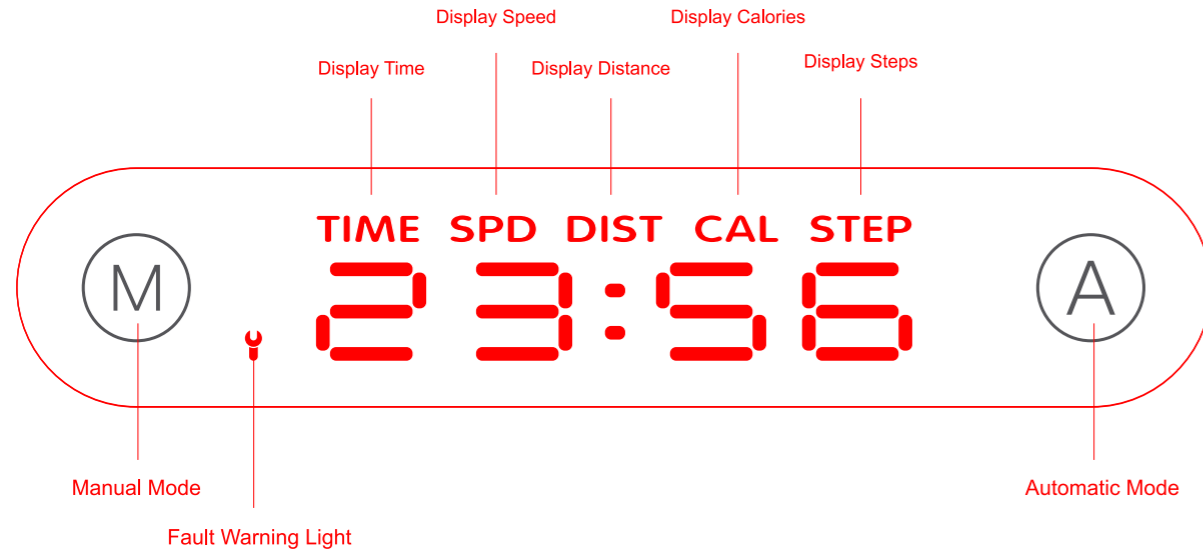 Display Speed
Display Calories
Display Time
Display Distance
Display Steps
TIME SPD DIST CAL STEP
M
23:56
A
Manual Mode
Automatic Mode
Fault Warning Light